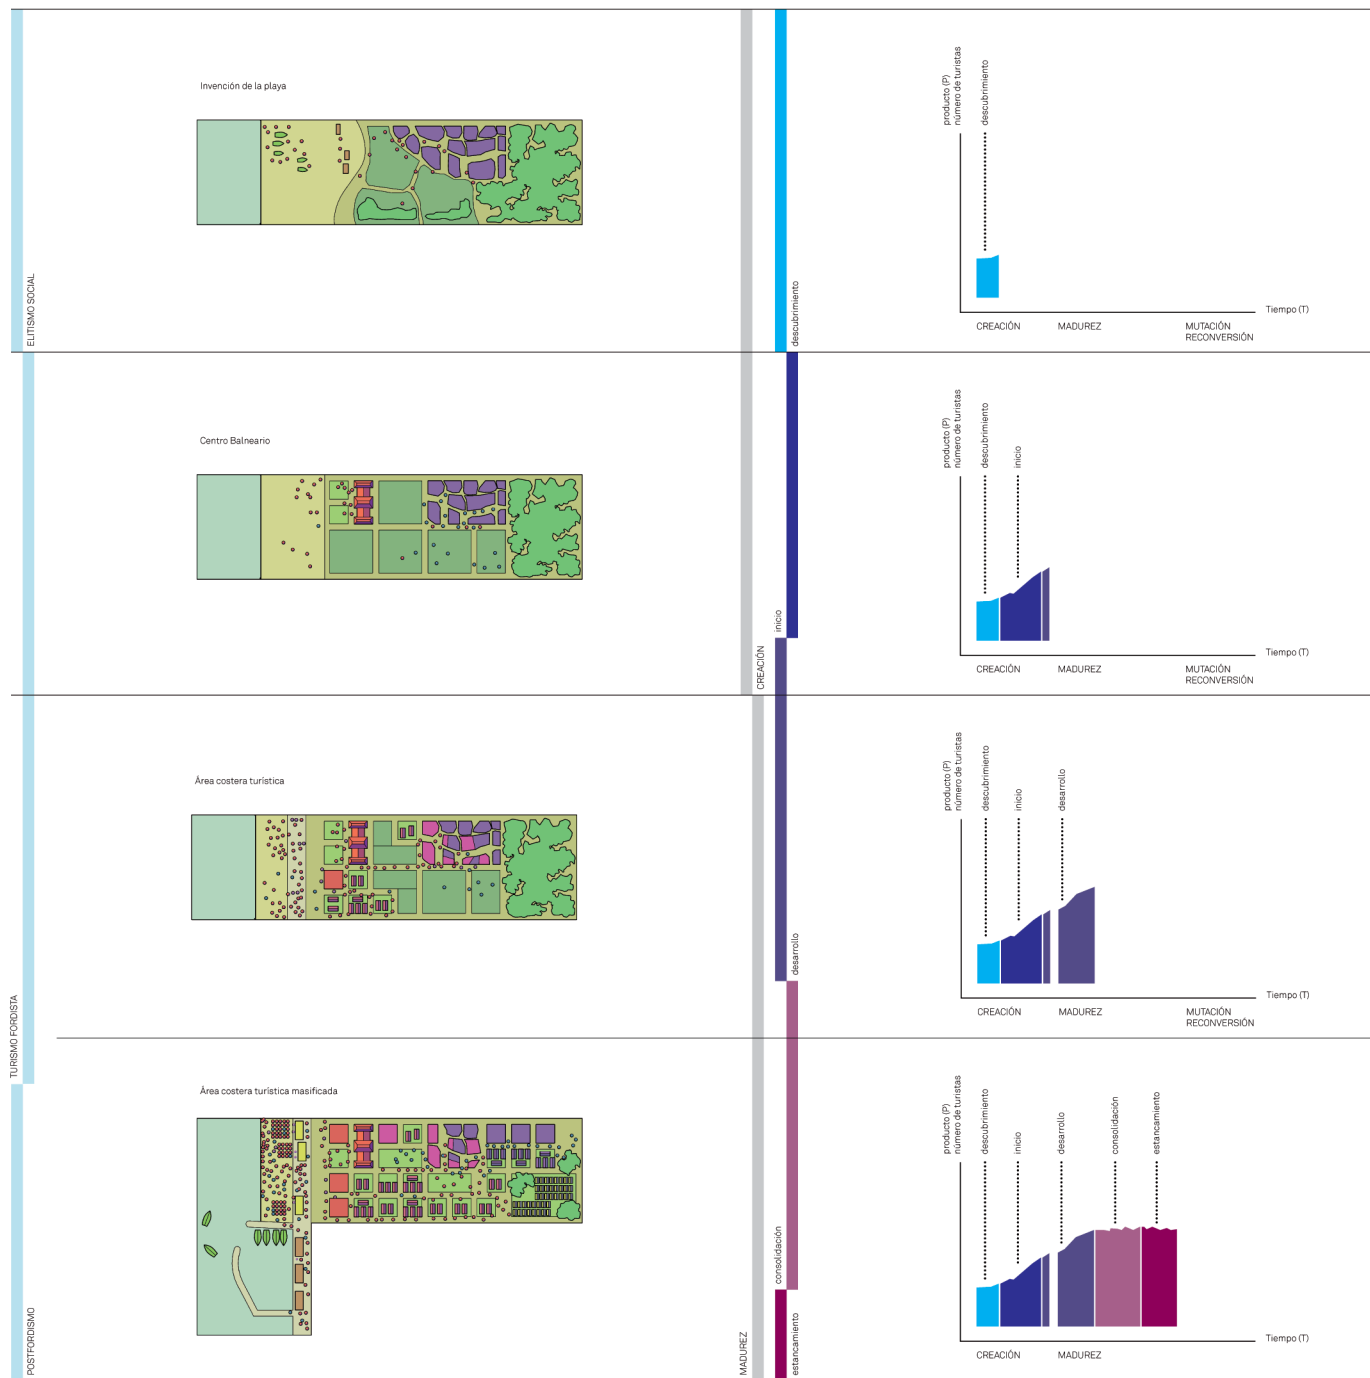 Invención de la playa
ELITISMO SOCIAL
descubrimiento
producto (P)
número de turistas
descubrimiento
Tiempo (T)
CREACIÓN
MADUREZ
MUTACIÓN
RECONVERSIÓN
Centro Balneario
inicio
CREACIÓN
producto (P)
número de turistas
descubrimiento
inicio
Tiempo (T)
CREACIÓN
MADUREZ
MUTACIÓN
RECONVERSIÓN
Área costera turística
TURISMO FORDISTA
desarrollo
producto (P)
número de turistas
descubrimiento
inicio
desarrollo
Tiempo (T)
CREACIÓN
MADUREZ
MUTACIÓN
RECONVERSIÓN
Área costera turística masificada
POSTFORDISMO
MADUREZ
consolidación
estancamiento
producto (P)
número de turistas
descubrimiento
inicio
desarrollo
consolidación
estancamiento
Tiempo (T)
CREACIÓN
MADUREZ